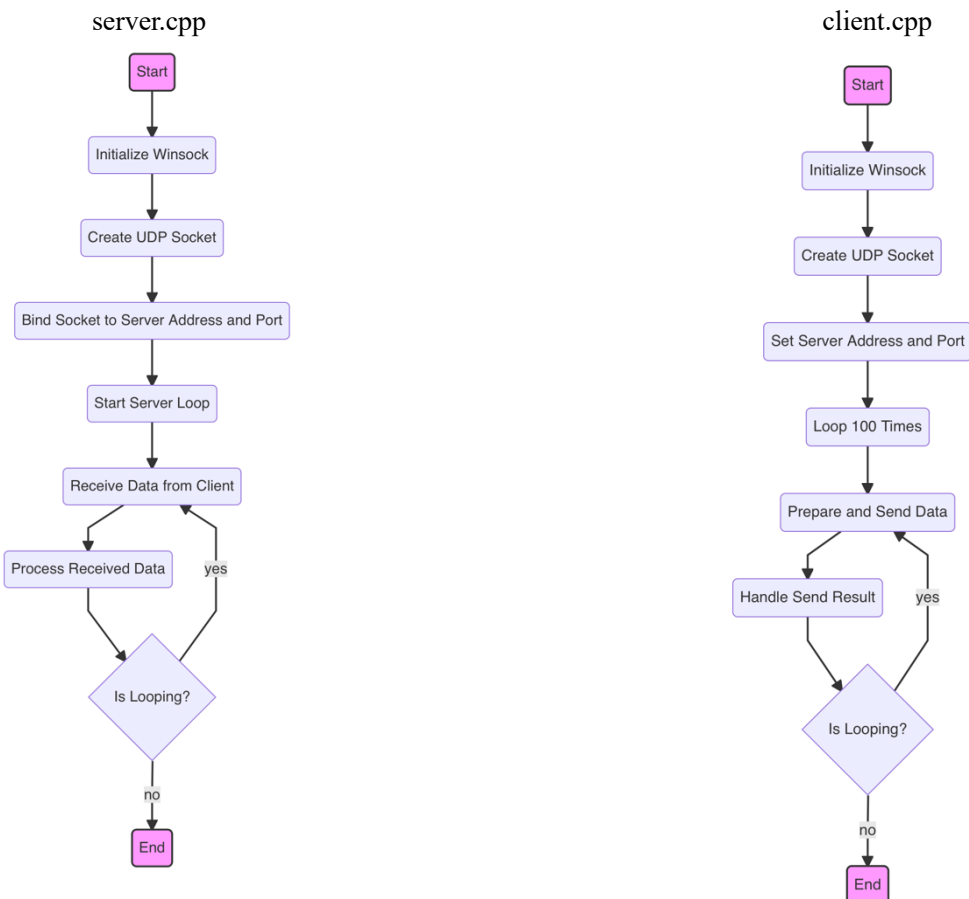 server.cpp
Start
Initialize Winsock
Create UDP Socket
Bind Socket to Server Address and Port
Start Server Loop
Receive Data from Client
Process Received Data
yes
Is Looping?
no
End
client.cpp
Start
Initialize Winsock
Create UDP Socket
Set Server Address and Port
Loop 100 Times
Prepare and Send Data
Handle Send Result
yes
Is Looping?
no
End